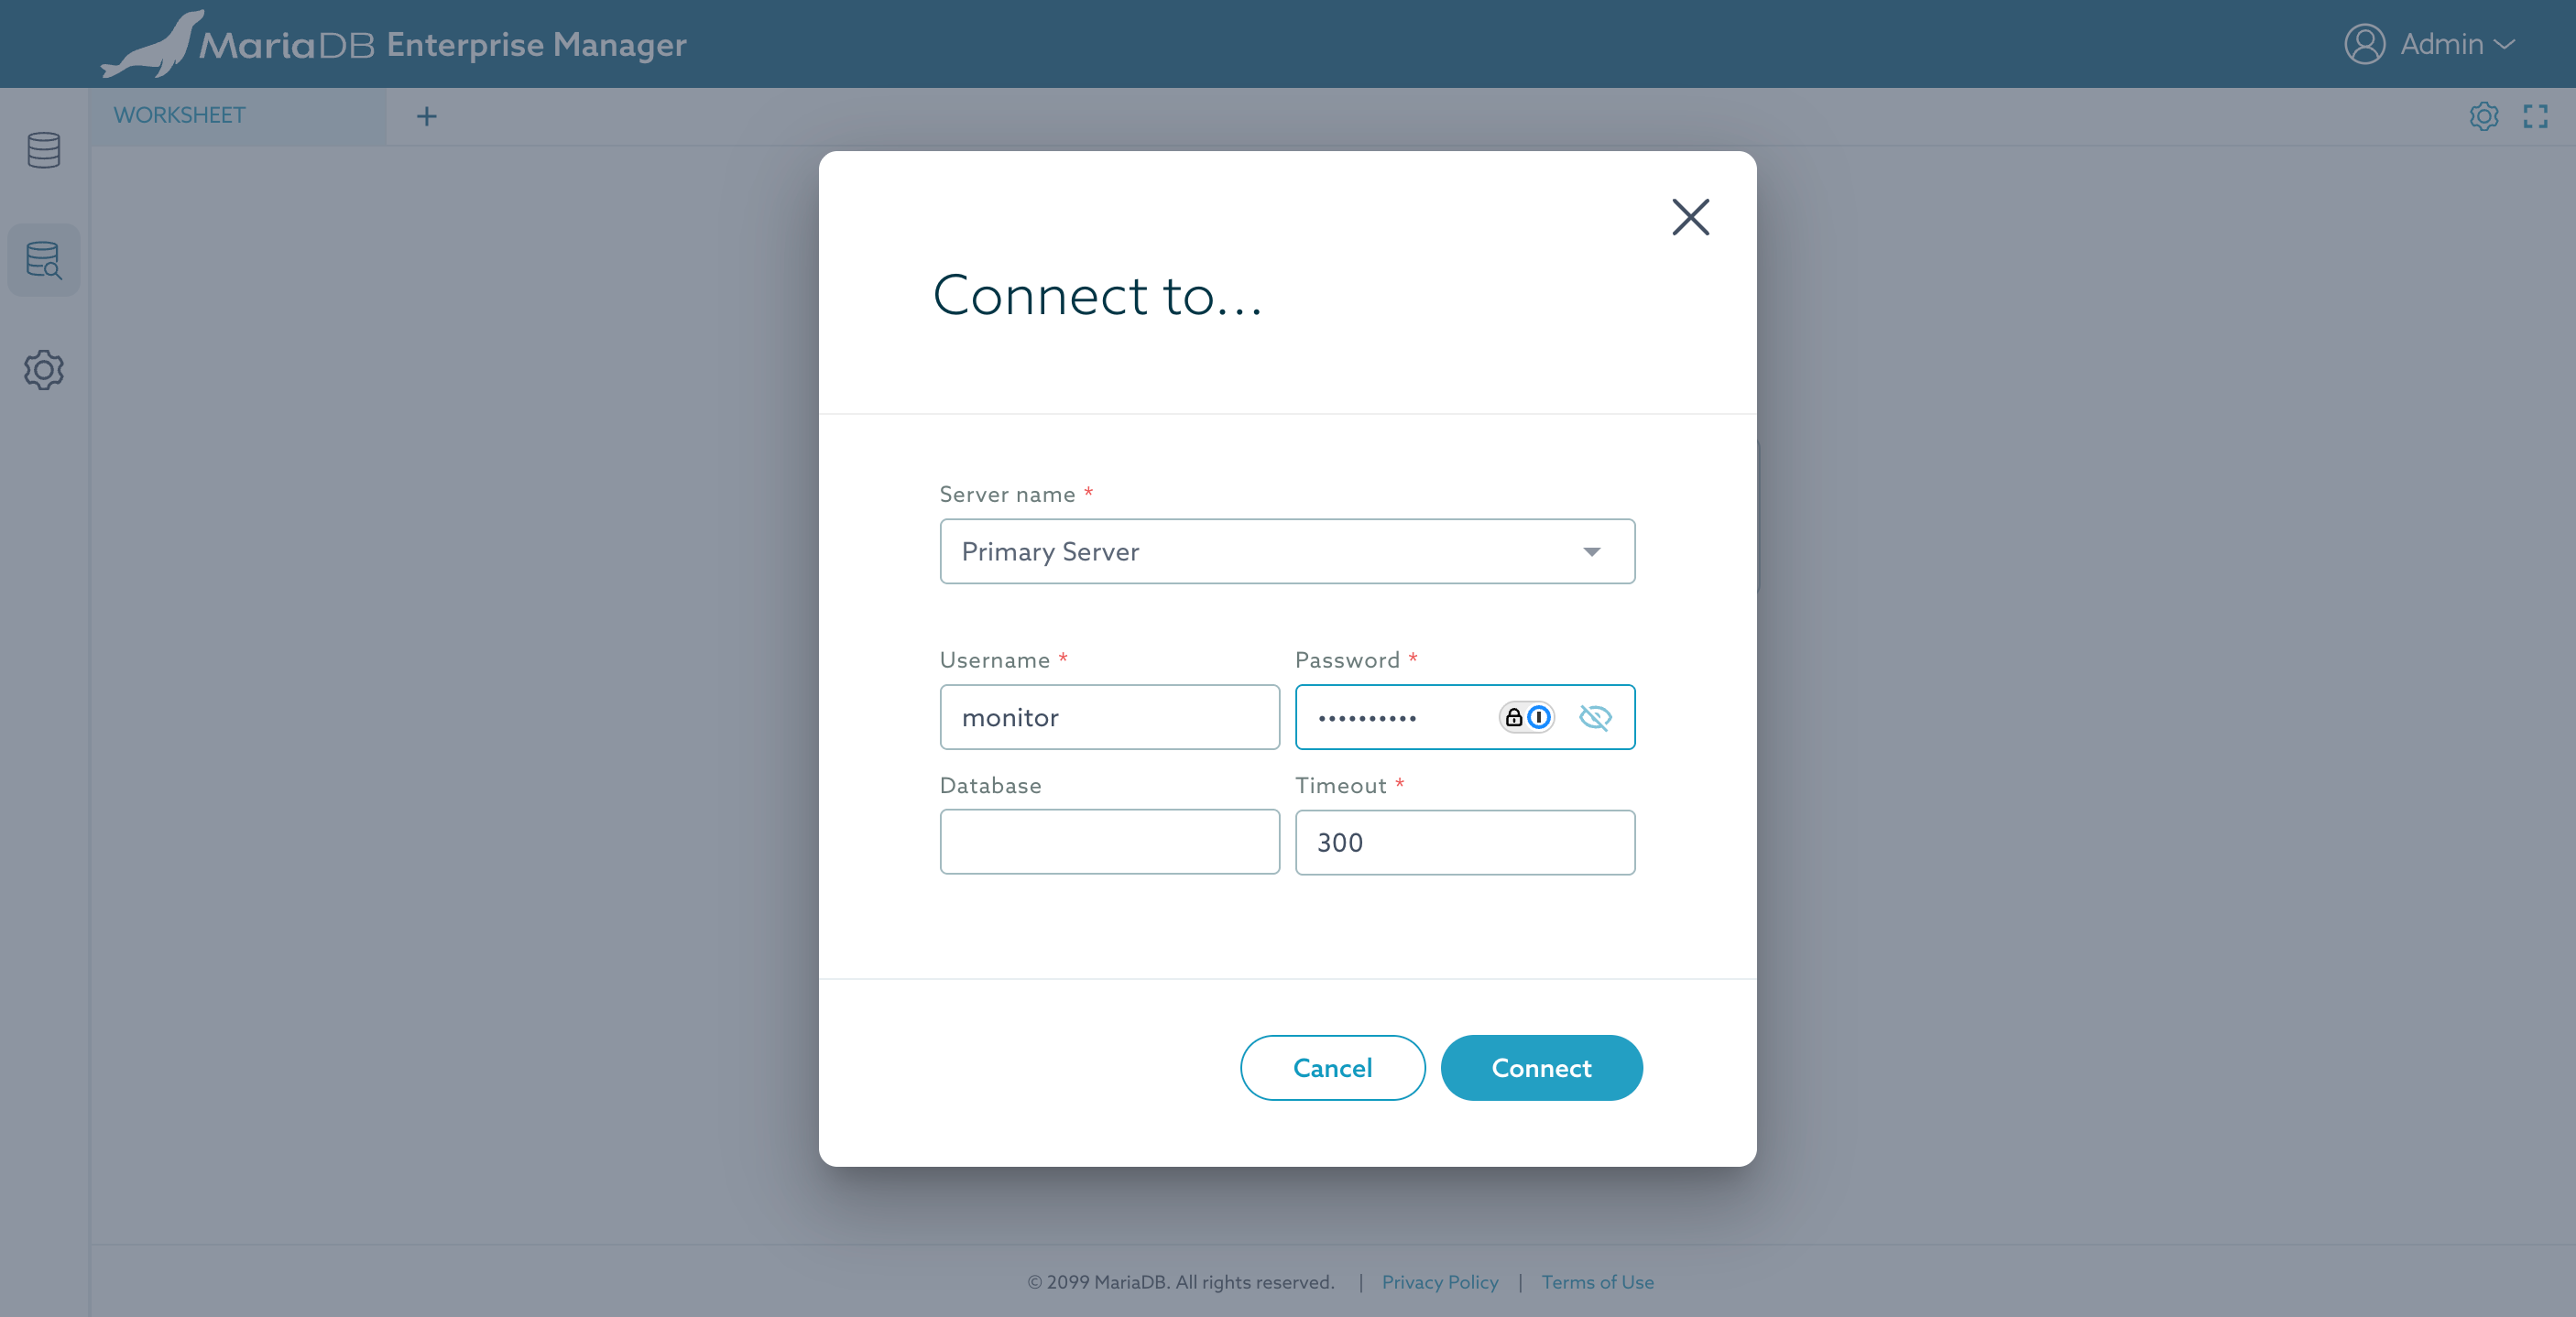 MariaDB Enterprise Manager
Admin
WORKSHEET
Connect to...
Server name *
Primary Server
Username *
Password *
monitor
••••••••••
Database
Timeout *
300
Cancel
Connect
© 2099 MariaDB. All rights reserved. | Privacy Policy | Terms of Use